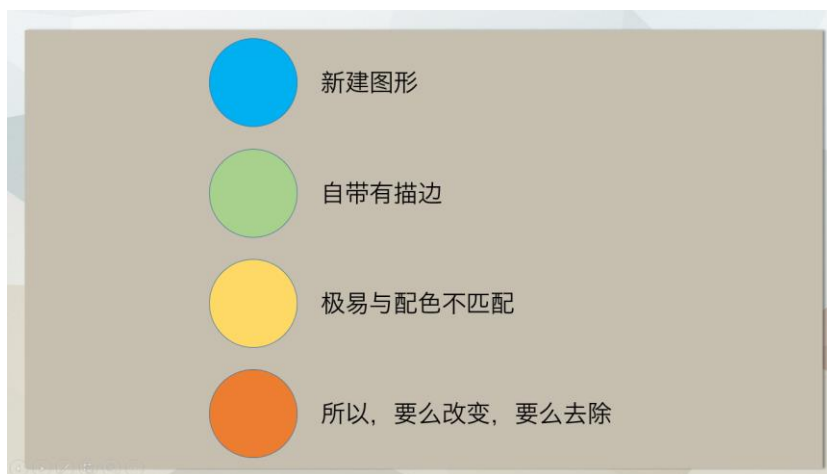 新建图形
自带有描边
极易与配色不匹配
所以，要么改变，要么去除